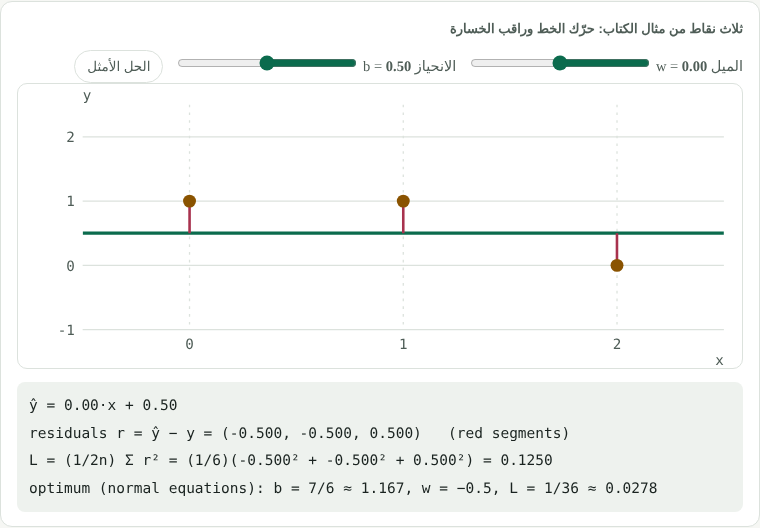 ثلاث نقاط من مثال الكتاب: حرّك الخط وراقب الخسارة
الميل w = 0.00 الانحياز b = 0.50 الحل الأمثل
y
2
1
0
-1
0 1 2
x
ŷ = 0.00·x + 0.50
residuals r = ŷ − y = (-0.500, -0.500, 0.500) (red segments)
L = (1/2n) Σ r² = (1/6)(-0.500² + -0.500² + 0.500²) = 0.1250
optimum (normal equations): b = 7/6 ≈ 1.167, w = −0.5, L = 1/36 ≈ 0.0278